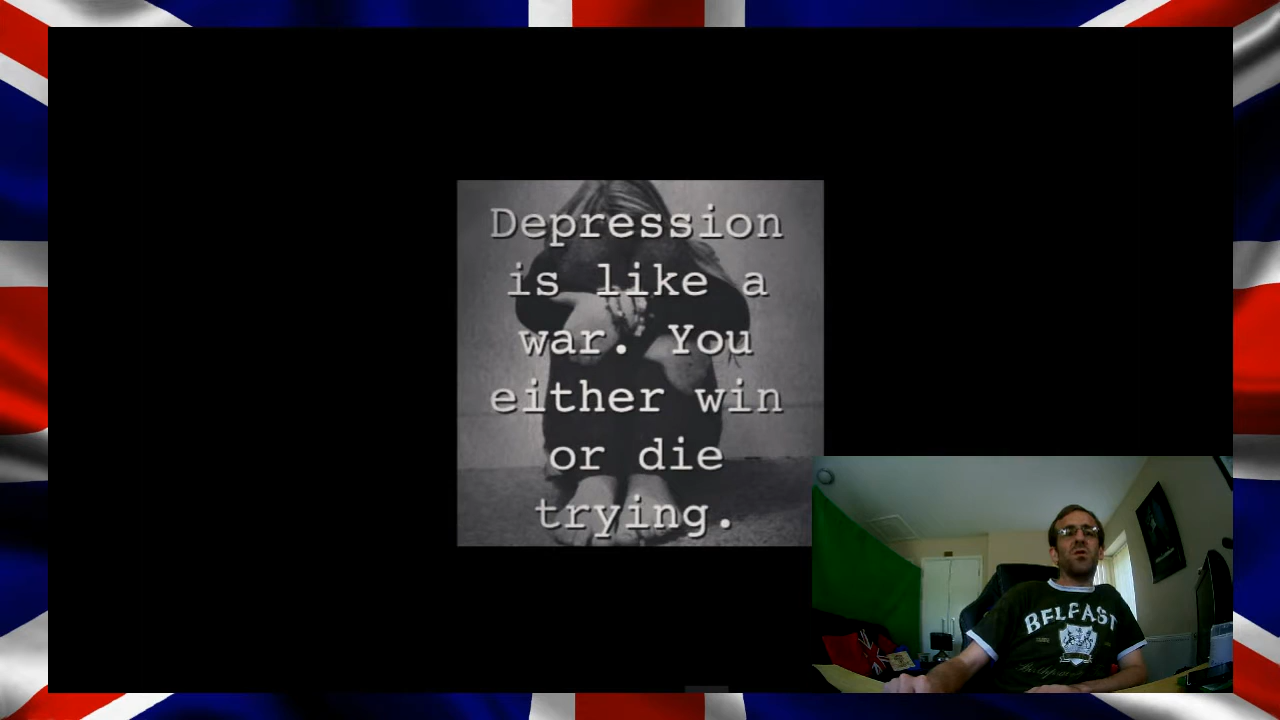 Depression
is like a
war. You
either win
or die
trying.
BELFAST